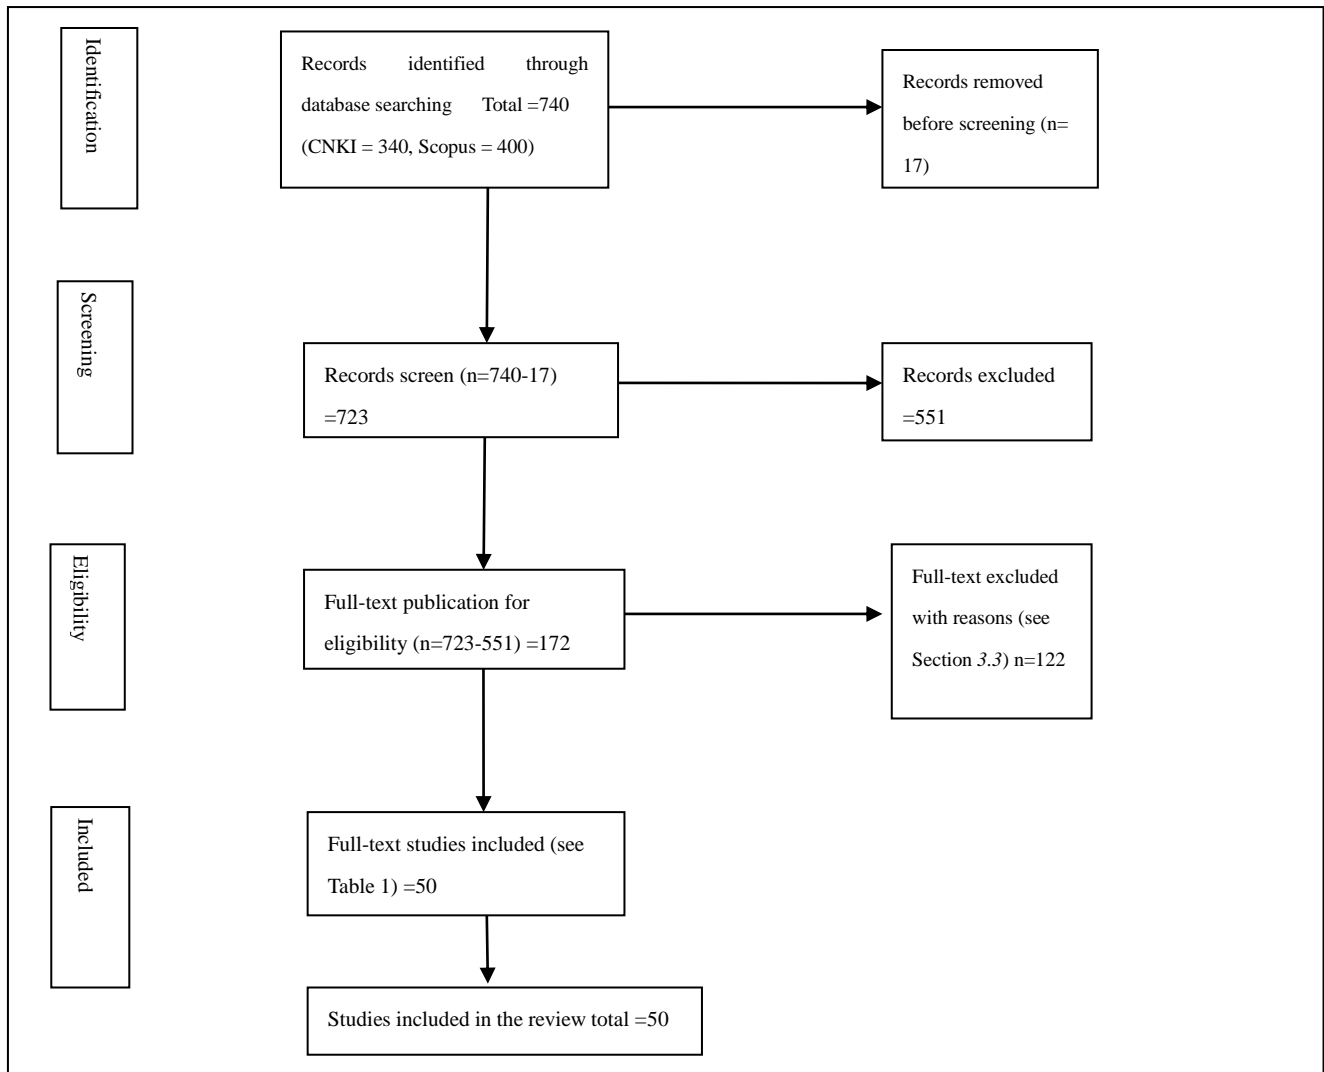 Identification
Records identified through
database searching Total =740
(CNKI = 340, Scopus = 400)
Records removed
before screening (n=
17)
Screening
Records screen (n=740-17)
=723
Records excluded
=551
Eligibility
Full-text publication for
eligibility (n=723-551) =172
Full-text excluded
with reasons (see
Section 3.3) n=122
Included
Full-text studies included (see
Table 1) =50
Studies included in the review total =50